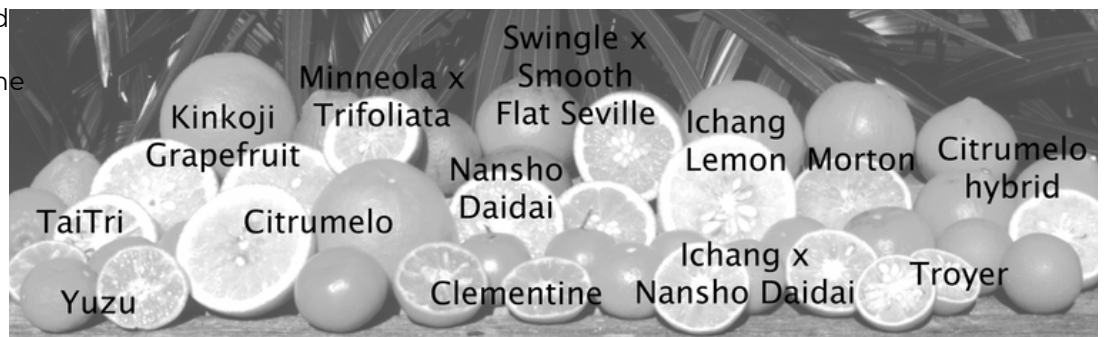 d
ne
Swingle x
Smooth
Flat Seville
Minneola x
Trifoliata
Kinkoji
Grapefruit
Ichang
Lemon
Morton
Citrumelo
hybrid
Nansho
Daidai
TaiTri
Citrumelo
Ichang x
Nansho Daidai
Troyer
Yuzu
Clementine